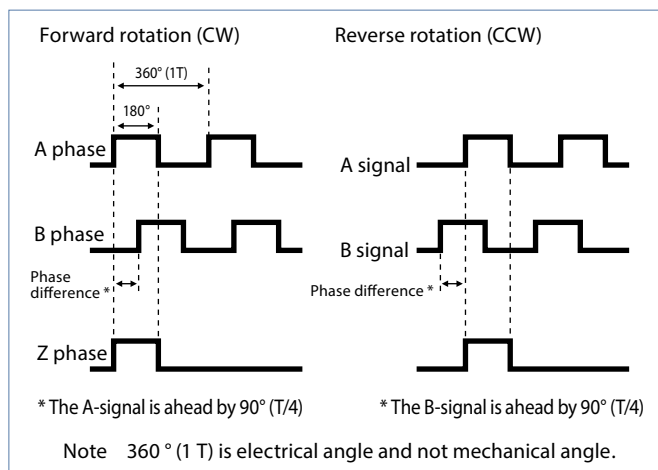 Forward rotation (CW)
Reverse rotation (CCW)
360° (1T)
180°
A phase
A signal
B phase
B signal
Phase
difference *
Phase difference *
Z phase
* The A-signal is ahead by 90° (T/4)
* The B-signal is ahead by 90° (T/4)
Note 360 ° (1 T) is electrical angle and not mechanical angle.